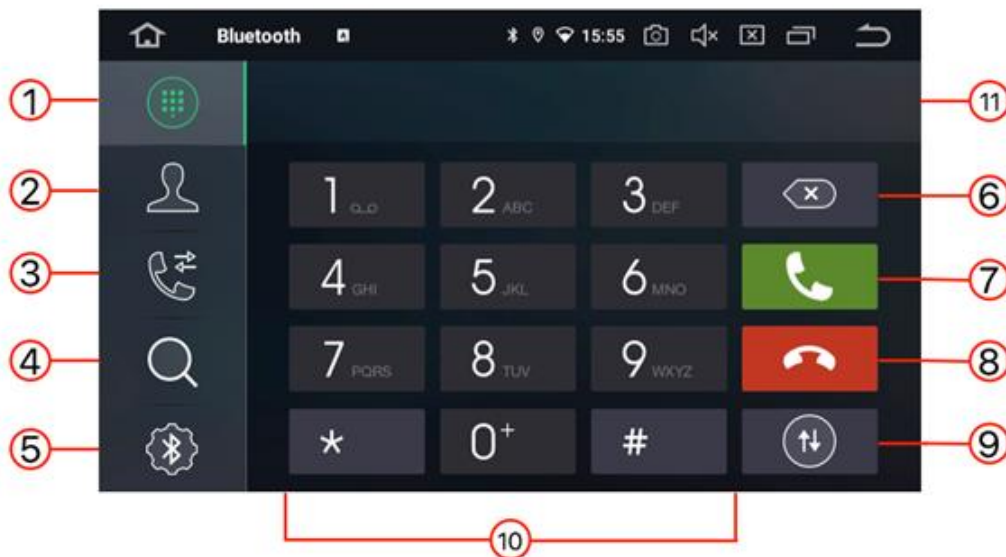 Bluetooth A 15:55
1 11
1
2 ABC
3 DEF
2 6
4 GHI
5 JKL
6 MNO
3 7
7 PQRS
8 TUV
9 WXYZ
4 8
* 0+ #
5 9
10